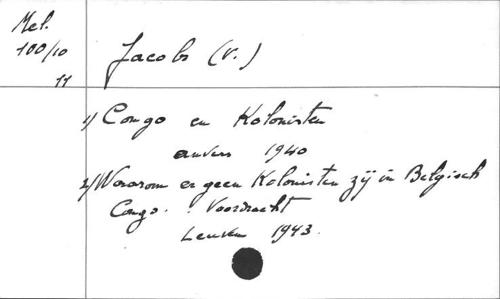 Mel.
100/10
11
Jacobs (V.)
1) Congo en Kolonisten
Anvers 1940
2) Waarom er geen Kolonisten zijn in Belgisch
Congo. : Voordracht
Leuven 1943.